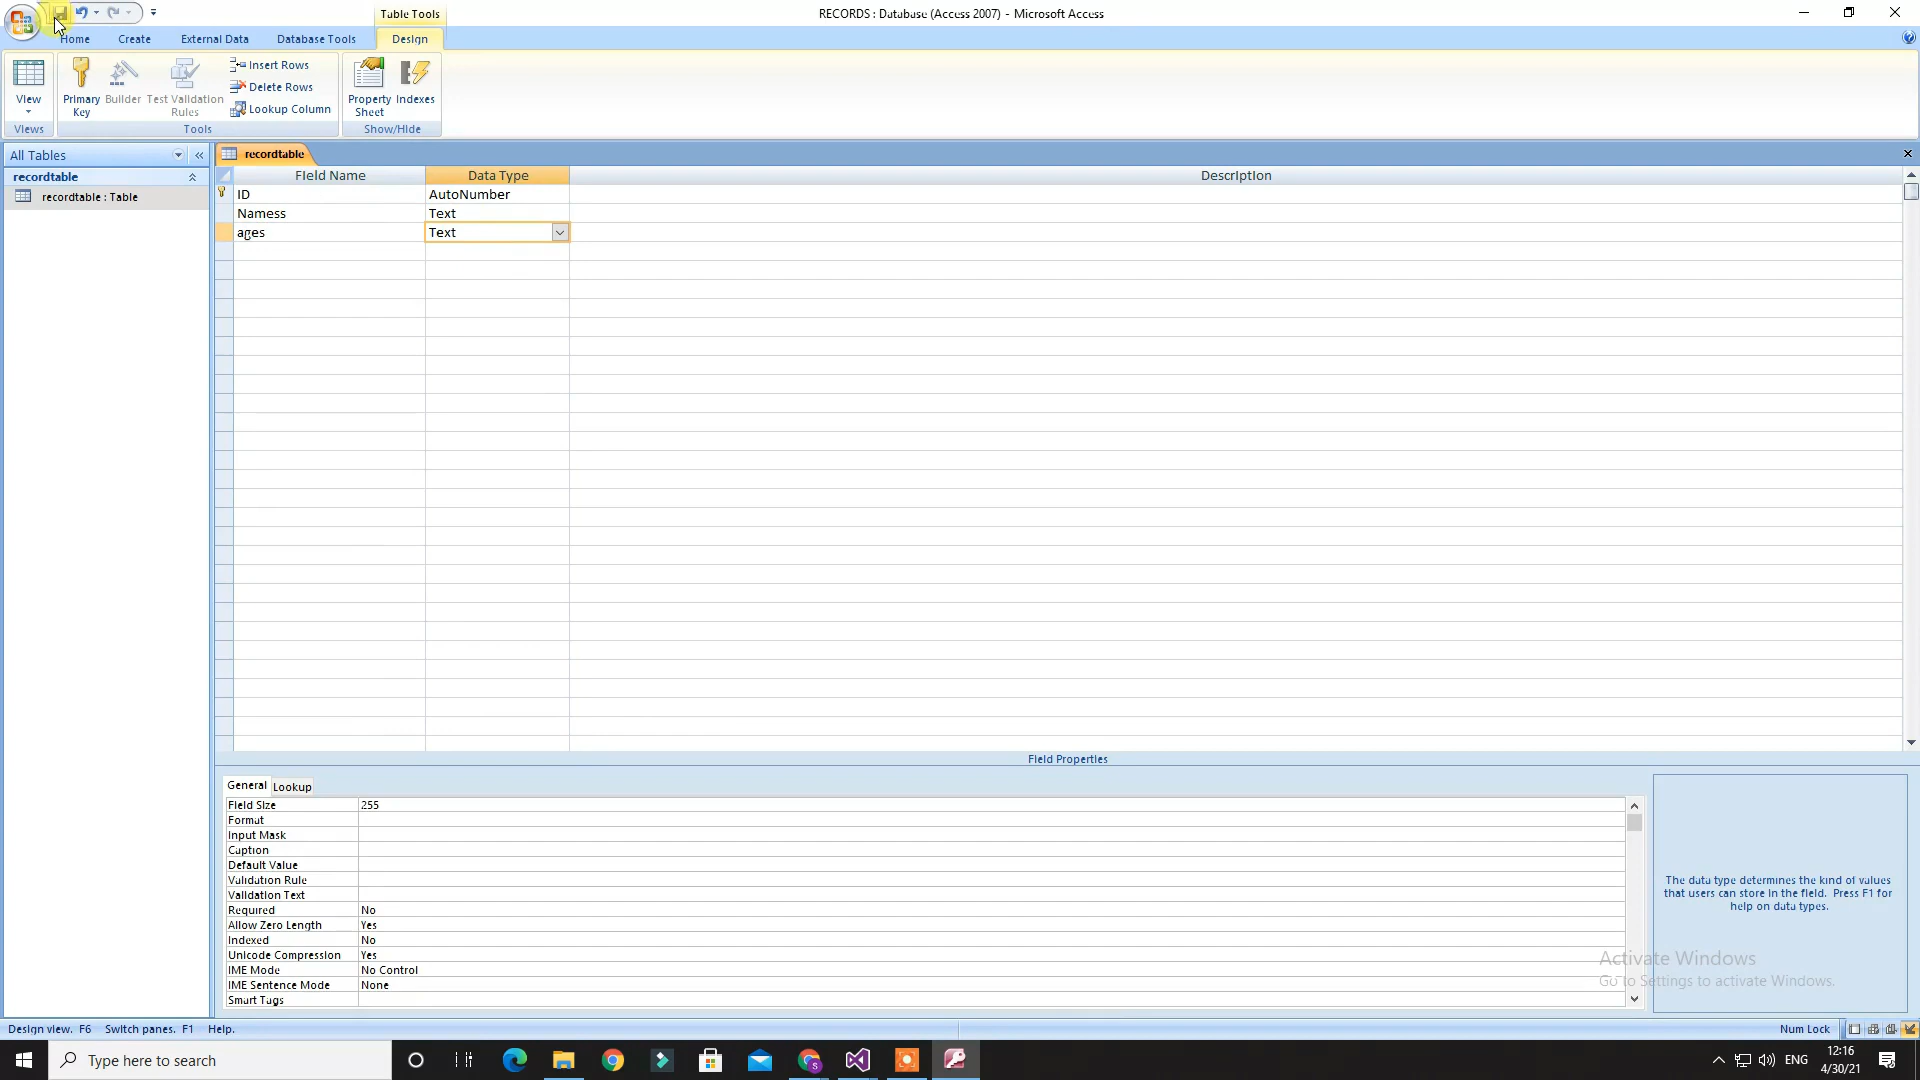 Table Tools
RECORDS : Database (Access 2007) - Microsoft Access
Home Create External Data Database Tools Design
View
Primary Key
Builder
Test Validation Rules
Insert Rows
Delete Rows
Lookup Column
Property Sheet
Indexes
Views Tools Show/Hide
All Tables
recordtable
recordtable : Table
recordtable
Field Name Data Type Description
ID AutoNumber
Namess Text
ages Text
Field Properties
General Lookup
Field Size 255
Format
Input Mask
Caption
Default Value
Validation Rule
Validation Text
Required No
Allow Zero Length Yes
Indexed No
Unicode Compression Yes
IME Mode No Control
IME Sentence Mode None
Smart Tags
The data type determines the kind of values
that users can store in the field. Press F1 for
help on data types.
Activate Windows
Go to Settings to activate Windows.
Design view. F6 Switch panes. F1 Help.
Num Lock
Type here to search
ENG
12:16
4/30/21